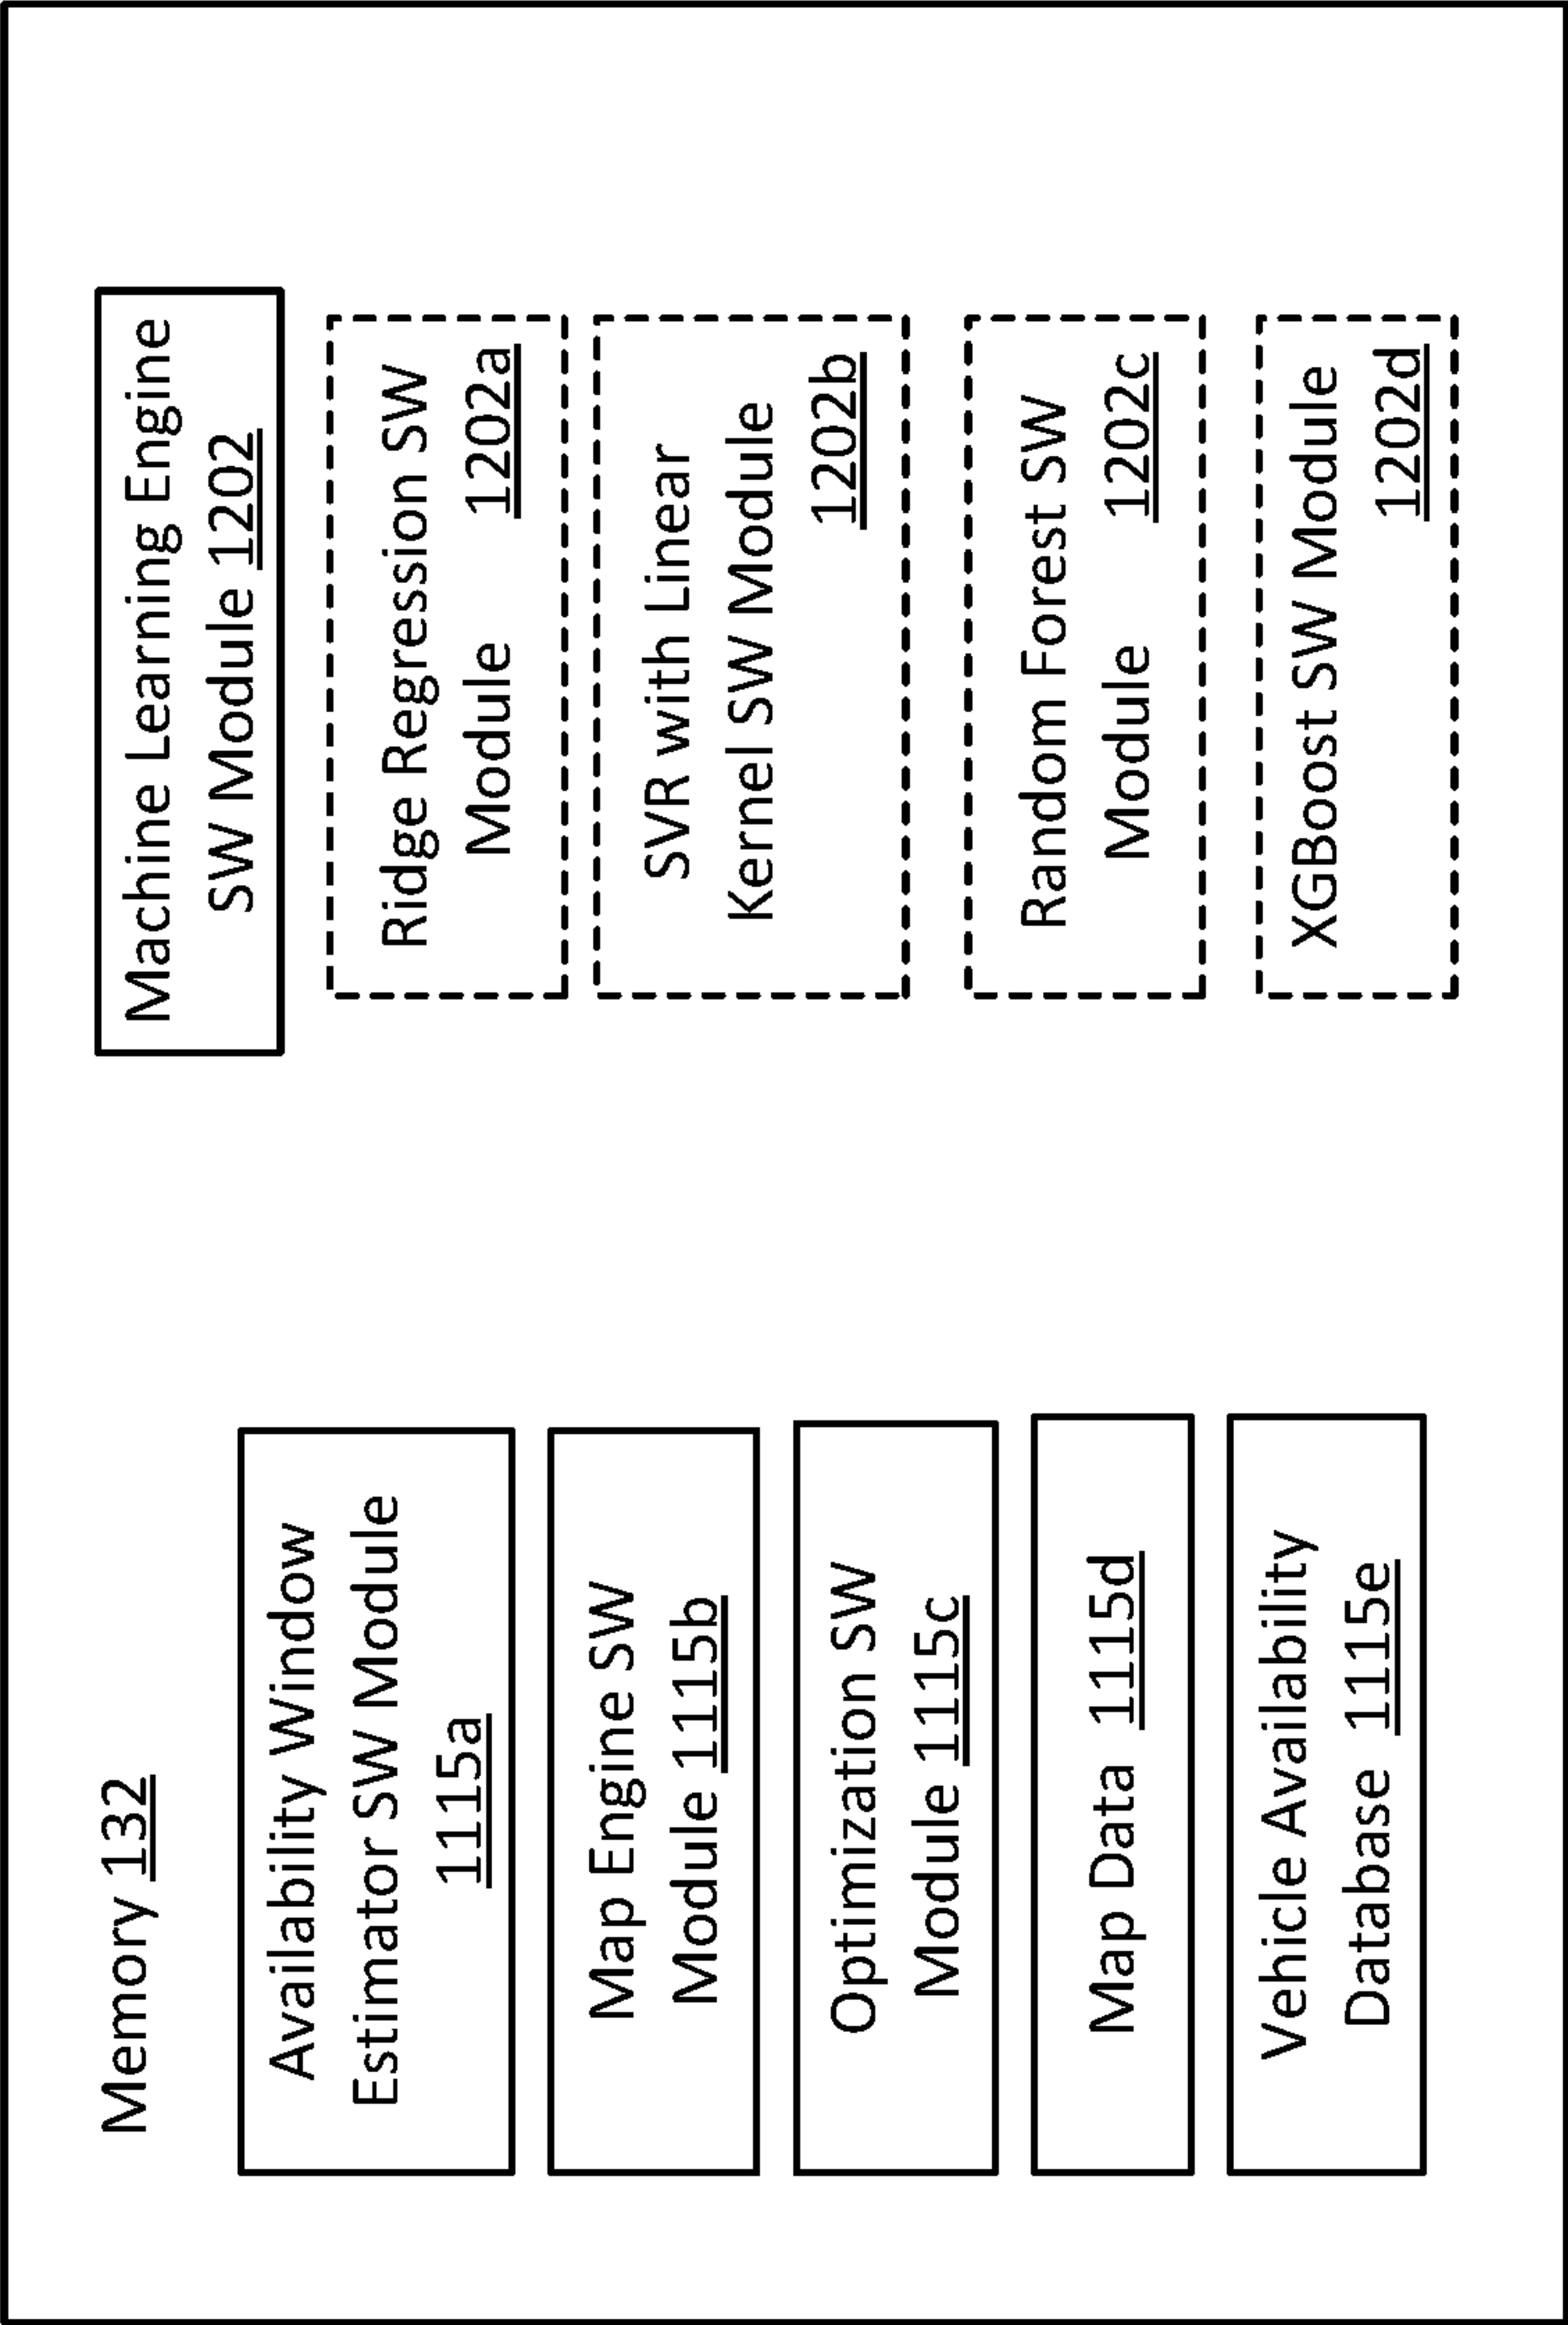 Memory 132
Availability Window
Estimator SW Module
1115a
Map Engine SW
Module 1115b
Optimization SW
Module 1115c
Map Data 1115d
Vehicle Availability
Database 1115e
Machine Learning Engine
SW Module 1202
Ridge Regression SW
Module 1202a
SVR with Linear
Kernel SW Module
1202b
Random Forest SW
Module 1202c
XGBoost SW Module
1202d